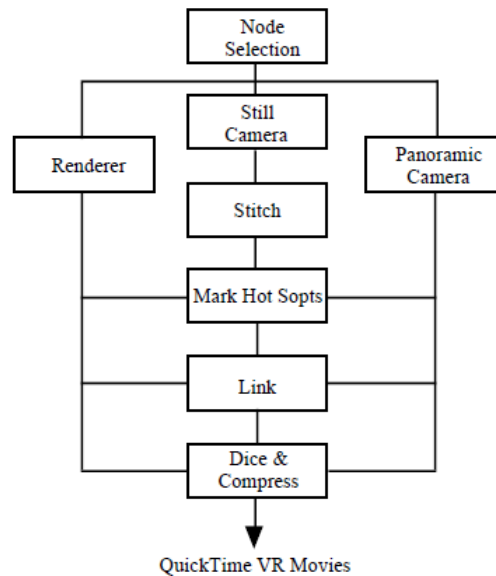 Node
Selection
Still
Camera
Renderer
Panoramic
Camera
Stitch
Mark Hot Sopts
Link
Dice &
Compress
QuickTime VR Movies